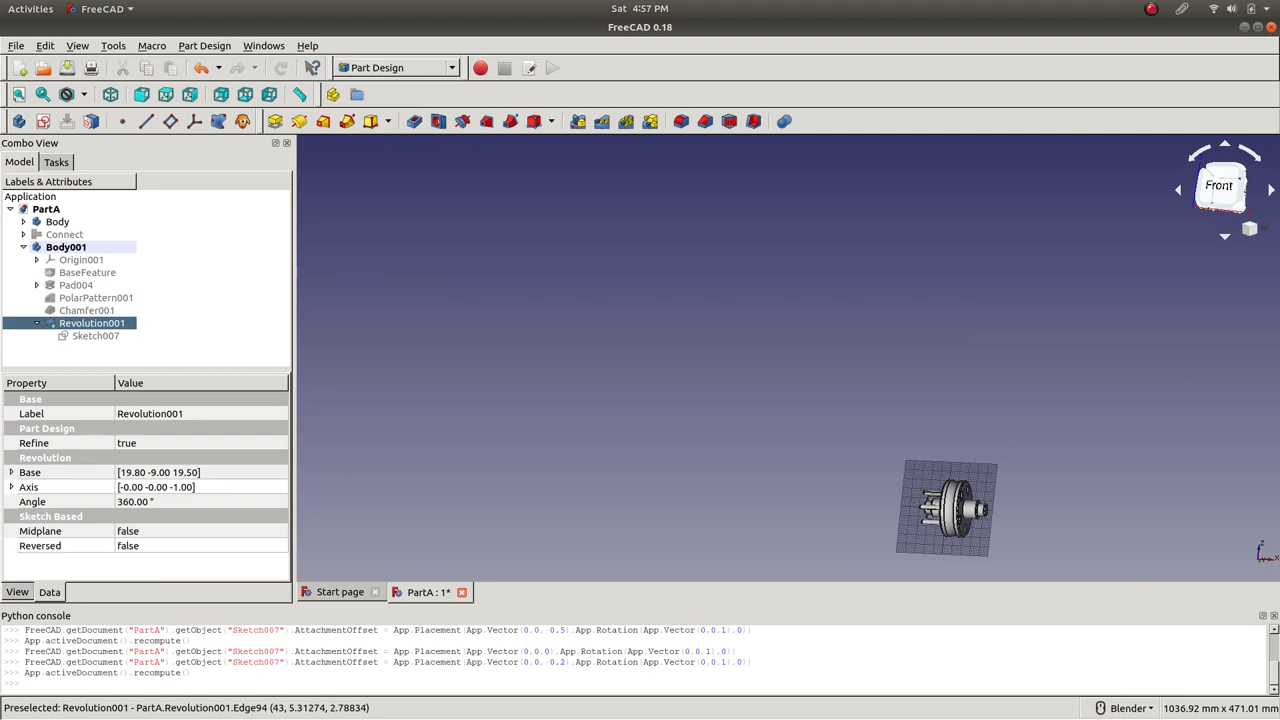 Activities FreeCAD Sat 4:57 PM
FreeCAD 0.18
File Edit View Tools Macro Part Design Windows Help
Part Design
Combo View
Model Tasks
Labels & Attributes
Application
PartA
Body
Connect
Body001
Origin001
BaseFeature
Pad004
PolarPattern001
Chamfer001
Revolution001
Sketch007
Front
Property Value
Base
Label Revolution001
Part Design
Refine true
Revolution
Base [19.80 -9.00 19.50]
Axis [-0.00 -0.00 -1.00]
Angle 360.00 °
Sketch Based
Midplane false
Reversed false
View Data
Start page PartA : 1*
Python console
>>> FreeCAD.getDocument("PartA").getObject("Sketch007").AttachmentOffset = App.Placement(App.Vector(0,0,-0.5),App.Rotation(App.Vector(0,0,1),0))
>>> App.activeDocument().recompute()
>>> FreeCAD.getDocument("PartA").getObject("Sketch007").AttachmentOffset = App.Placement(App.Vector(0,0,0),App.Rotation(App.Vector(0,0,1),0))
>>> FreeCAD.getDocument("PartA").getObject("Sketch007").AttachmentOffset = App.Placement(App.Vector(0,0,-0.2),App.Rotation(App.Vector(0,0,1),0))
>>> App.activeDocument().recompute()
>>>
Preselected: Revolution001 - PartA.Revolution001.Edge94 (43, 5.31274, 2.78834) Blender 1036.92 mm x 471.01 mm